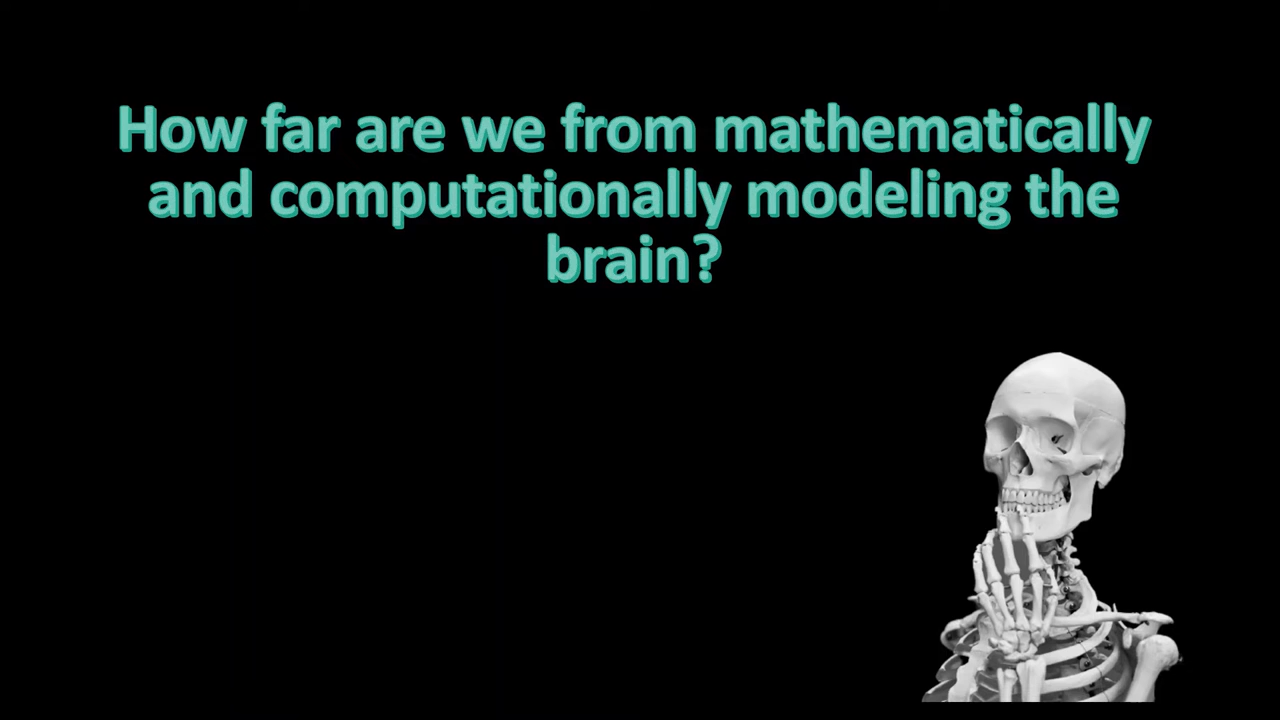 How far are we from mathematically
and computationally modeling the
brain?